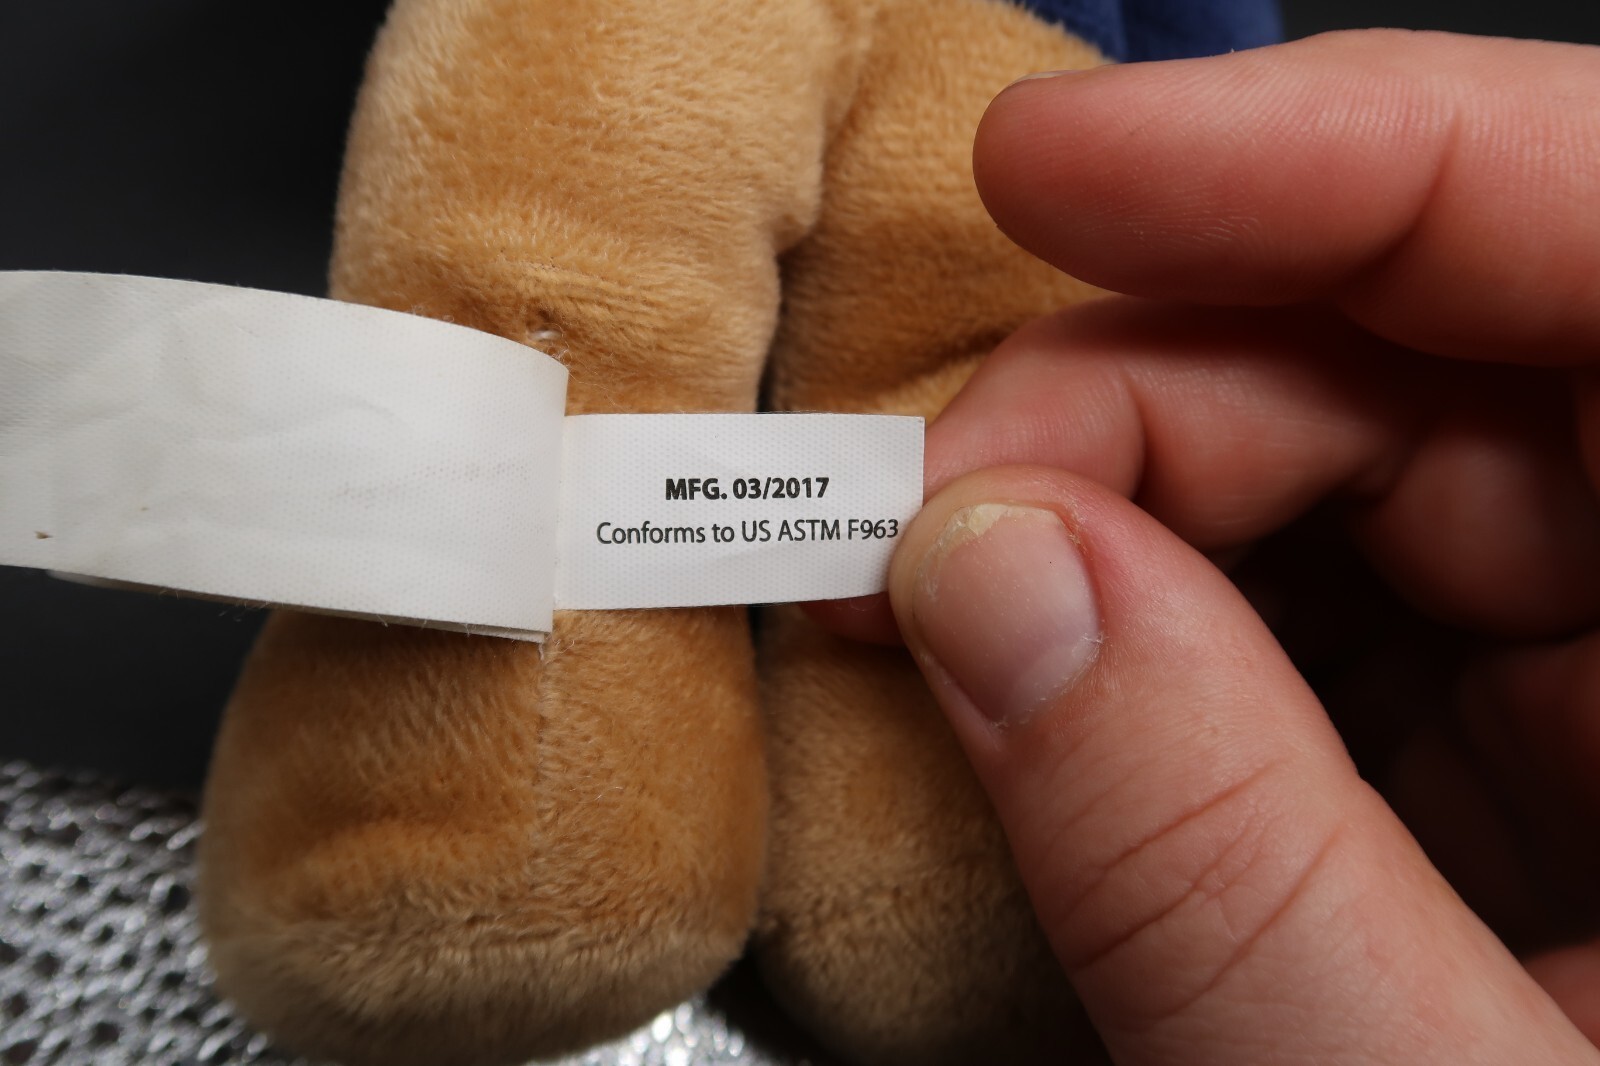 MFG. 03/2017
Conforms to US ASTM F963